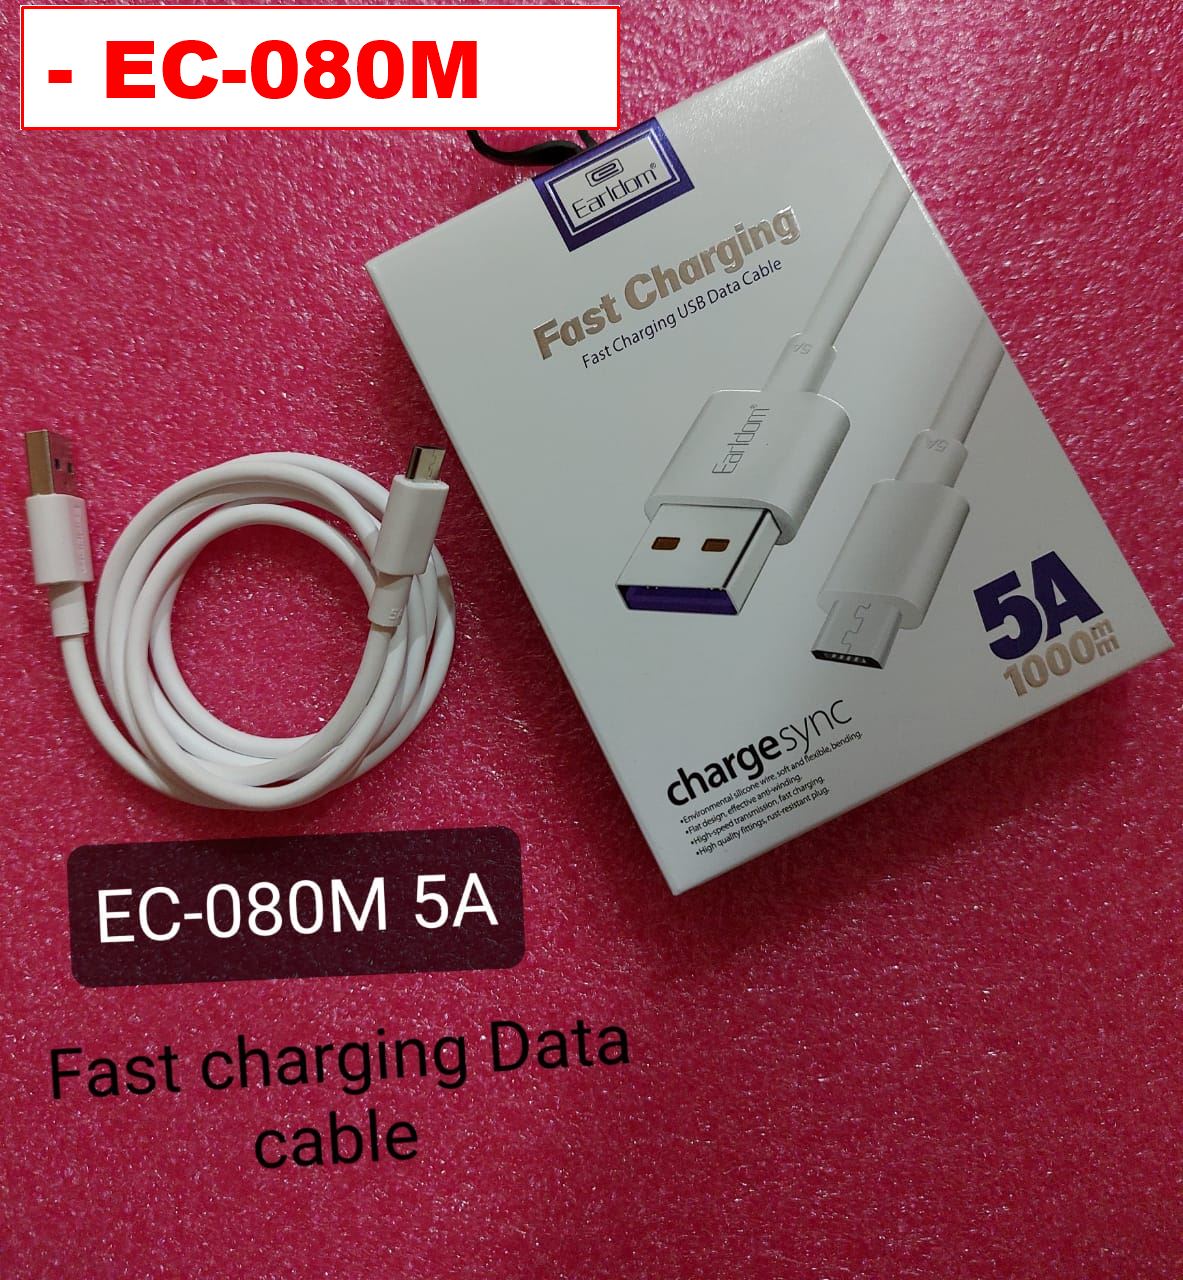 - EC-080M
Earldom®
Fast Charging
Fast Charging USB Data Cable
5A
Earldom®
5A
5A
1000mm
chargesync
•Environmental silicone wire, soft and flexible, bending.
•Flat design, effective anti-winding.
•High-speed transmission, fast charging.
•High quality fittings, rust-resistant plug.
EC-080M 5A
Fast charging Data
cable